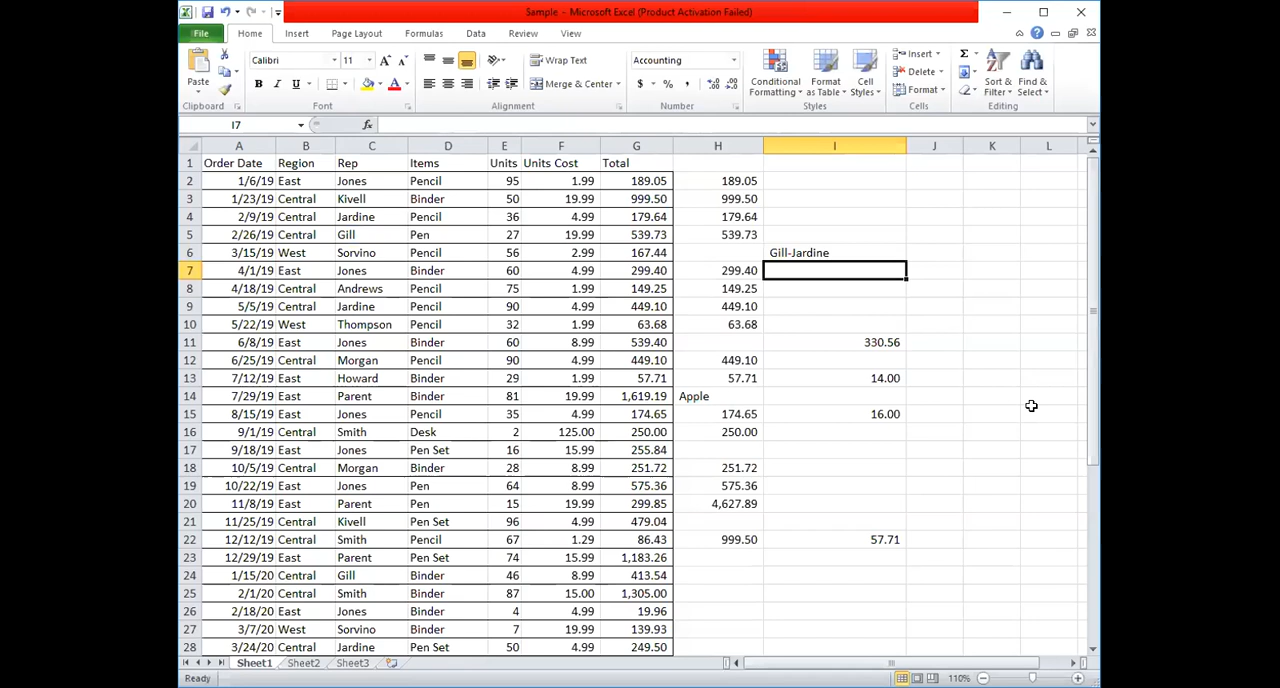 Sample - Microsoft Excel (Product Activation Failed)
File Home Insert Page Layout Formulas Data Review View
Paste
Calibri 11
B I U
Wrap Text
Merge & Center
Accounting
$ % ,
Conditional Formatting
Format as Table
Cell Styles
Insert
Delete
Format
Sort & Filter
Find & Select
Clipboard Font Alignment Number Styles Cells Editing
I7 fx
A B C D E F G H I J K L
1 Order Date Region Rep Items Units Units Cost Total
2 1/6/19 East Jones Pencil 95 1.99 189.05 189.05
3 1/23/19 Central Kivell Binder 50 19.99 999.50 999.50
4 2/9/19 Central Jardine Pencil 36 4.99 179.64 179.64
5 2/26/19 Central Gill Pen 27 19.99 539.73 539.73
6 3/15/19 West Sorvino Pencil 56 2.99 167.44 Gill-Jardine
7 4/1/19 East Jones Binder 60 4.99 299.40 299.40
8 4/18/19 Central Andrews Pencil 75 1.99 149.25 149.25
9 5/5/19 Central Jardine Pencil 90 4.99 449.10 449.10
10 5/22/19 West Thompson Pencil 32 1.99 63.68 63.68
11 6/8/19 East Jones Binder 60 8.99 539.40 330.56
12 6/25/19 Central Morgan Pencil 90 4.99 449.10 449.10
13 7/12/19 East Howard Binder 29 1.99 57.71 57.71 14.00
14 7/29/19 East Parent Binder 81 19.99 1,619.19 Apple
15 8/15/19 East Jones Pencil 35 4.99 174.65 174.65 16.00
16 9/1/19 Central Smith Desk 2 125.00 250.00 250.00
17 9/18/19 East Jones Pen Set 16 15.99 255.84
18 10/5/19 Central Morgan Binder 28 8.99 251.72 251.72
19 10/22/19 East Jones Pen 64 8.99 575.36 575.36
20 11/8/19 East Parent Pen 15 19.99 299.85 4,627.89
21 11/25/19 Central Kivell Pen Set 96 4.99 479.04
22 12/12/19 Central Smith Pencil 67 1.29 86.43 999.50 57.71
23 12/29/19 East Parent Pen Set 74 15.99 1,183.26
24 1/15/20 Central Gill Binder 46 8.99 413.54
25 2/1/20 Central Smith Binder 87 15.00 1,305.00
26 2/18/20 East Jones Binder 4 4.99 19.96
27 3/7/20 West Sorvino Binder 7 19.99 139.93
28 3/24/20 Central Jardine Pen Set 50 4.99 249.50
Sheet1 Sheet2 Sheet3
Ready 110%